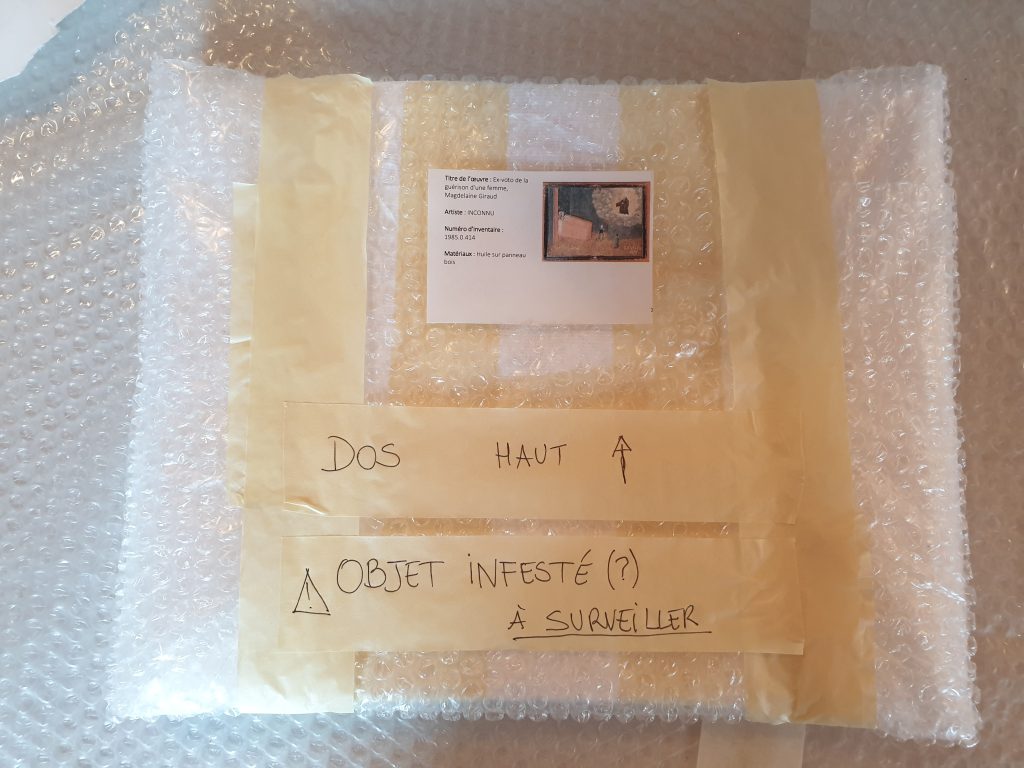 Titre de l'œuvre : Ex-voto de la
guérison d'une femme,
Magdelaine Giraud
Artiste : INCONNU
Numéro d'inventaire :
1985.0.414
Matériaux : Huile sur panneau
bois
2
DOS HAUT ↑
⚠ OBJET INFESTÉ (?)
À SURVEILLER